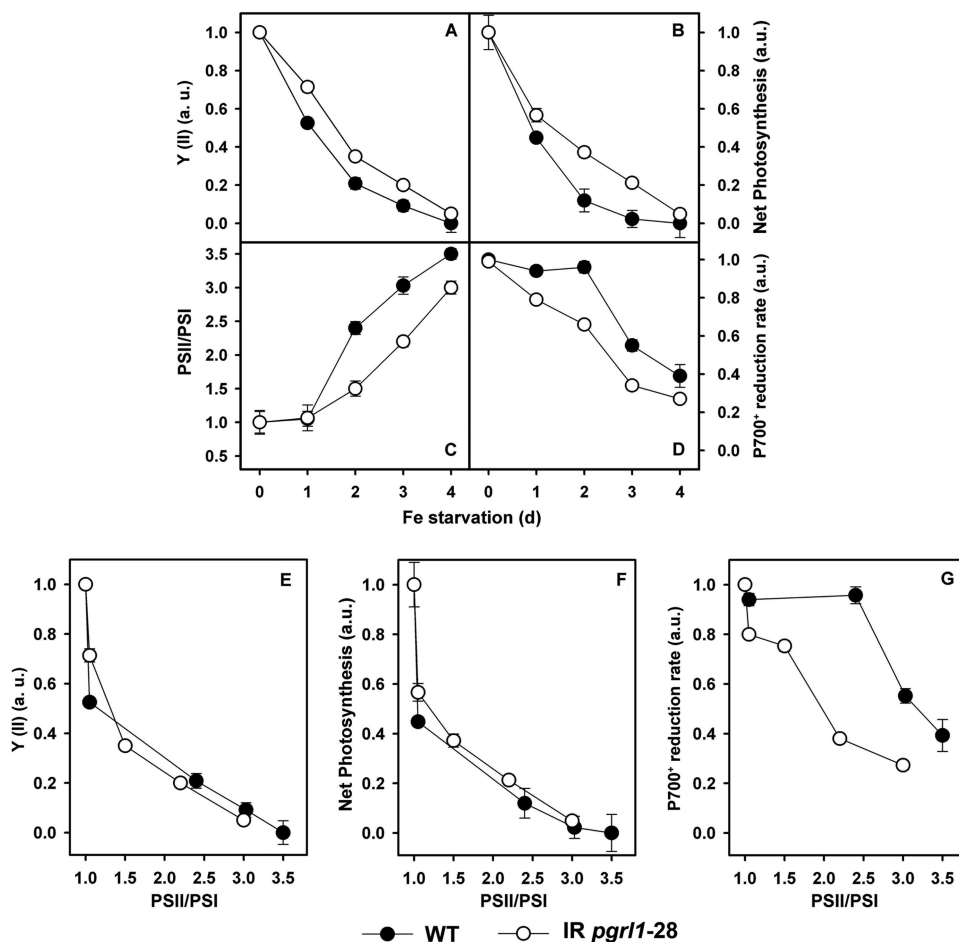 A
B
Y (II) (a. u.)
1.0
0.8
0.6
0.4
0.2
0.0
1.0
0.8
0.6
0.4
0.2
0.0
Net Photosynthesis (a.u.)
PSII/PSI
3.5
3.0
2.5
2.0
1.5
1.0
0.5
C
D
1.0
0.8
0.6
0.4
0.2
0.0
P700+ reduction rate (a.u.)
0 1 2 3 4
0 1 2 3 4
Fe starvation (d)
E
Y (II) (a. u.)
1.0
0.8
0.6
0.4
0.2
0.0
1.0 1.5 2.0 2.5 3.0 3.5
PSII/PSI
F
Net Photosynthesis (a.u.)
1.0
0.8
0.6
0.4
0.2
0.0
1.0 1.5 2.0 2.5 3.0 3.5
PSII/PSI
G
P700+ reduction rate (a.u.)
1.0
0.8
0.6
0.4
0.2
0.0
1.0 1.5 2.0 2.5 3.0 3.5
PSII/PSI
WT
IR pgrl1-28